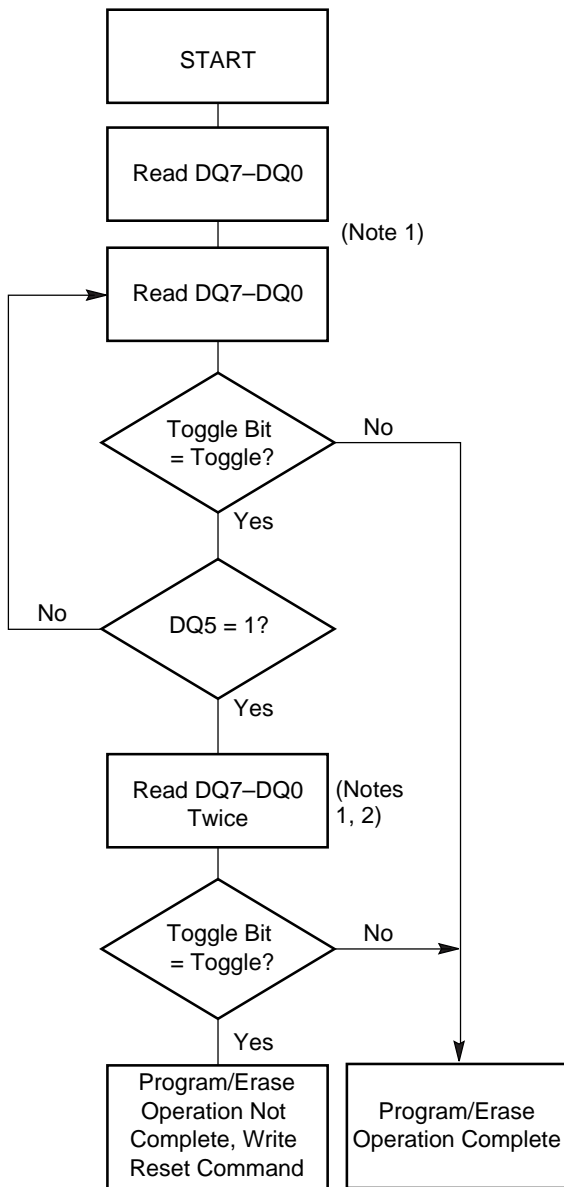 START
Read DQ7–DQ0
(Note 1)
Read DQ7–DQ0
Toggle Bit
= Toggle?
No
Yes
No
DQ5 = 1?
Yes
Read DQ7–DQ0
Twice
(Notes
1, 2)
Toggle Bit
= Toggle?
No
Yes
Program/Erase
Operation Not
Complete, Write
Reset Command
Program/Erase
Operation Complete